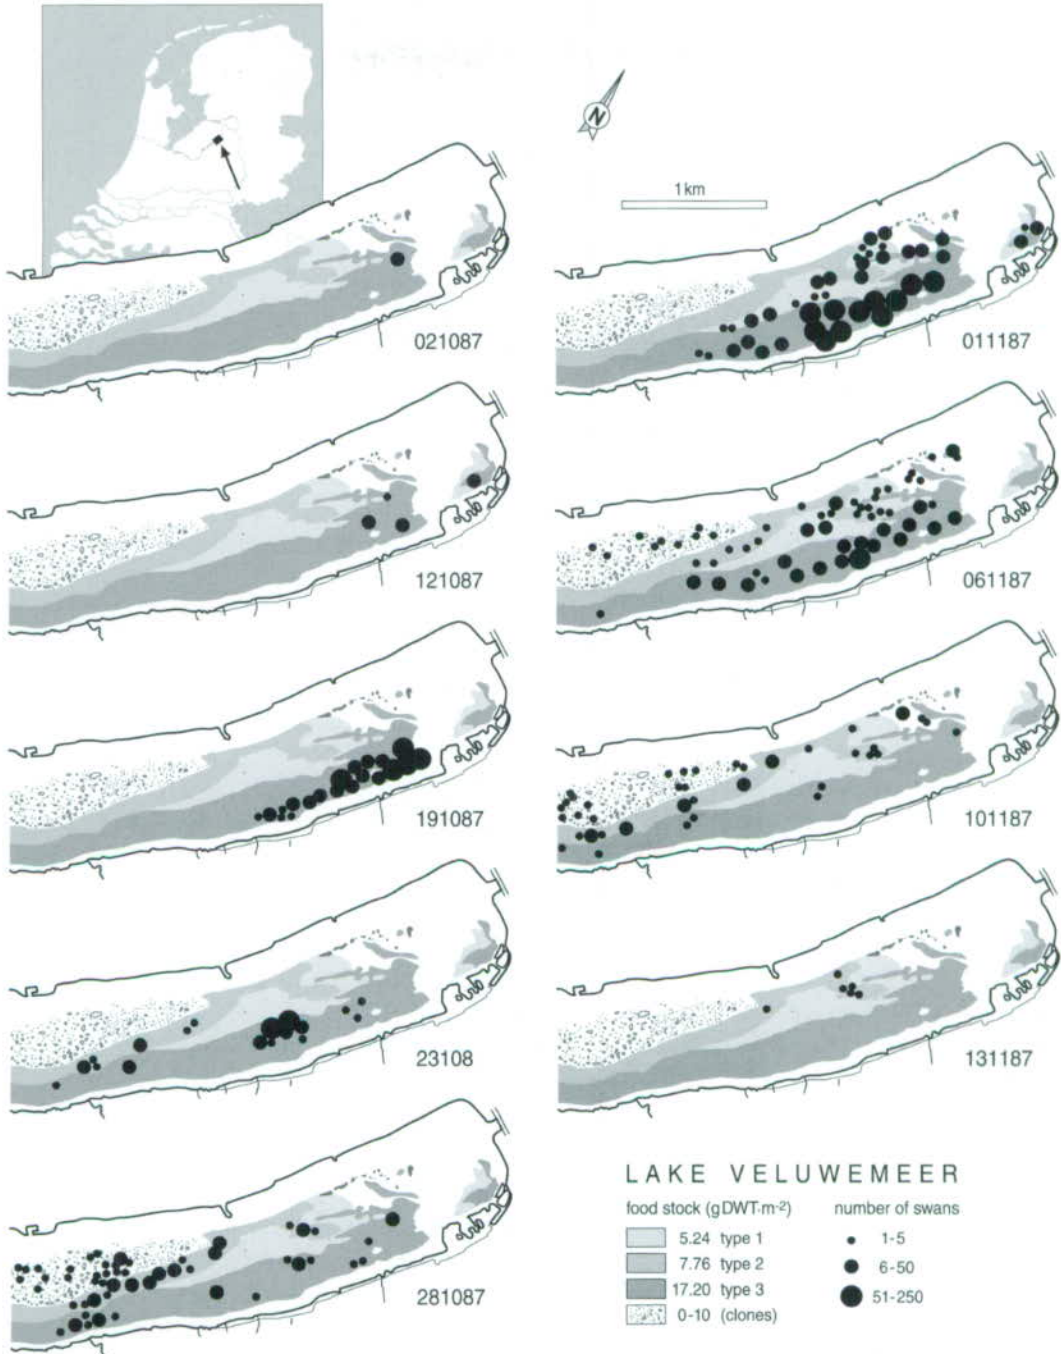 N
1 km
021087
011187
121087
061187
191087
101187
23108
131187
281087
LAKE VELUWEMEER
food stock (gDWT·m-²)
5.24 type 1
7.76 type 2
17.20 type 3
0-10 (clones)
number of swans
1-5
6-50
51-250